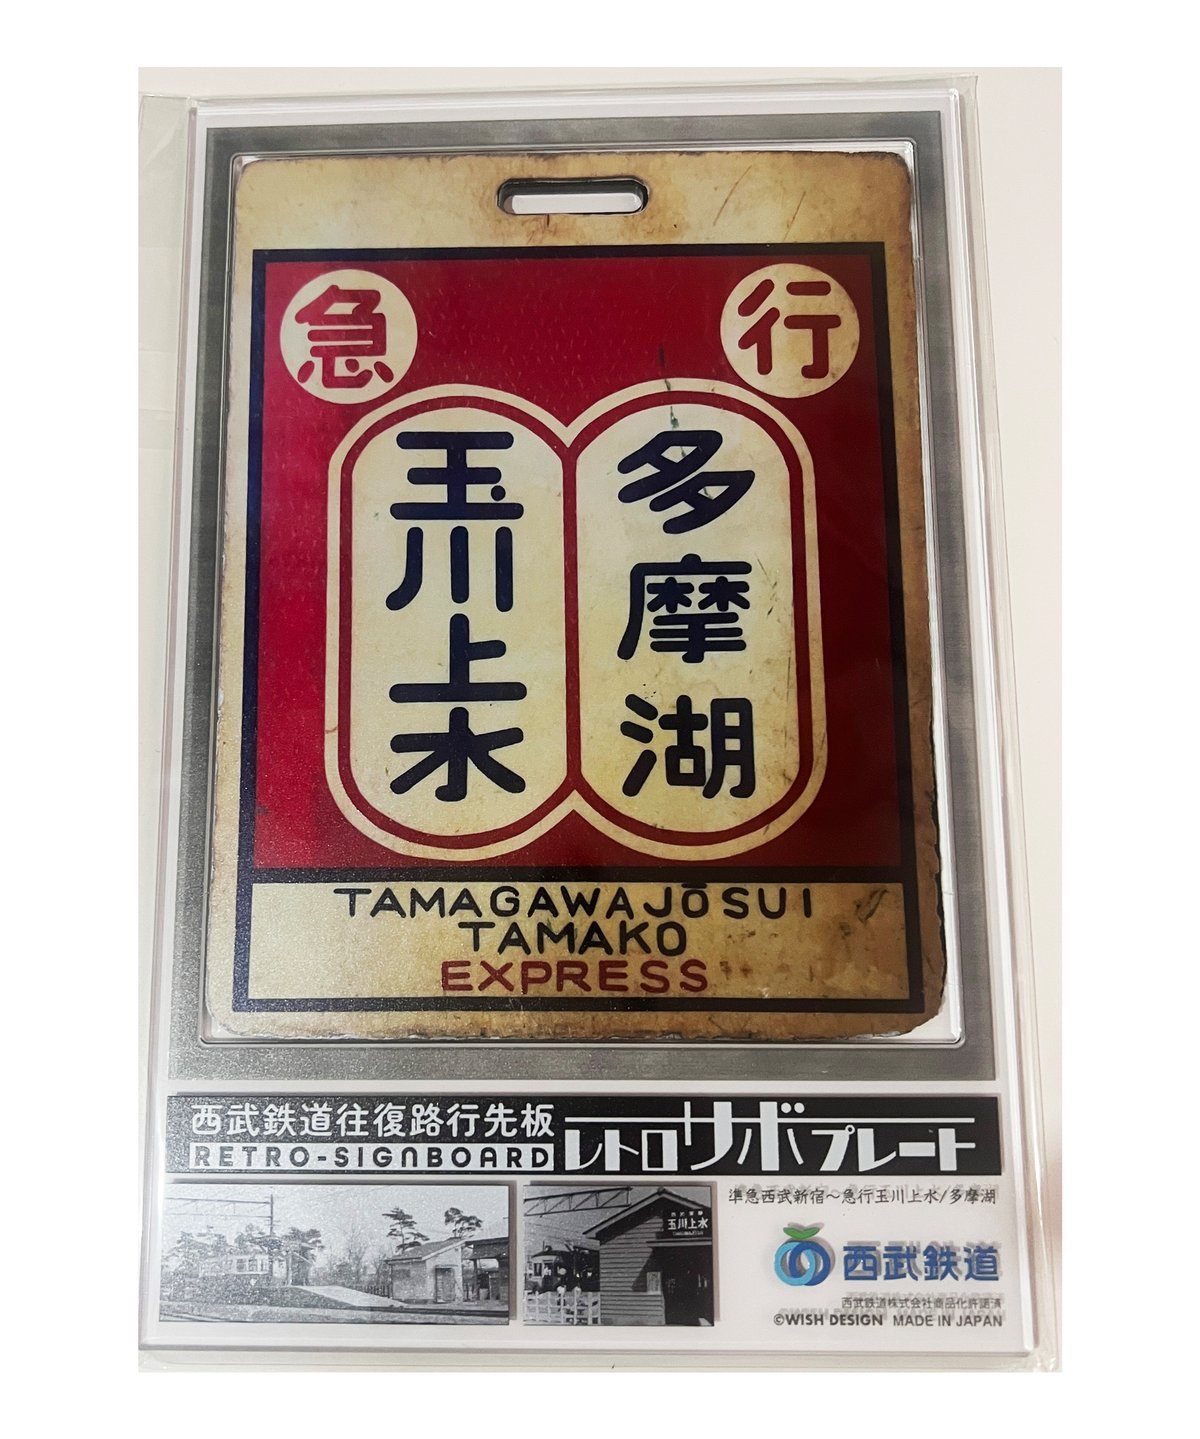 急行
玉川上水
多摩湖
TAMAGAWAJŌSUI
TAMAKO
EXPRESS
西武鉄道往復路行先板
RETRO-SIGNBOARD
レトロサボプレート
準急西武新宿～急行玉川上水/多摩湖
玉川上水
西武鉄道
西武鉄道株式会社商品化許諾済
©WISH DESIGN MADE IN JAPAN